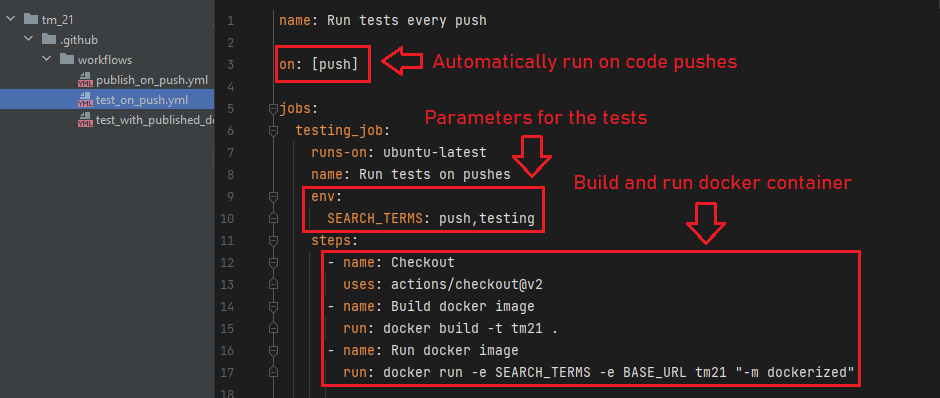 tm_21
.github
workflows
publish_on_push.yml
test_on_push.yml
test_with_published_d
1 name: Run tests every push
2
3 on: [push]
Automatically run on code pushes
4
5 jobs:
Parameters for the tests
6 testing_job:
7 runs-on: ubuntu-latest
8 name: Run tests on pushes
Build and run docker container
9 env:
10 SEARCH_TERMS: push,testing
11 steps:
12 - name: Checkout
13 uses: actions/checkout@v2
14 - name: Build docker image
15 run: docker build -t tm21 .
16 - name: Run docker image
17 run: docker run -e SEARCH_TERMS -e BASE_URL tm21 "-m dockerized"
18